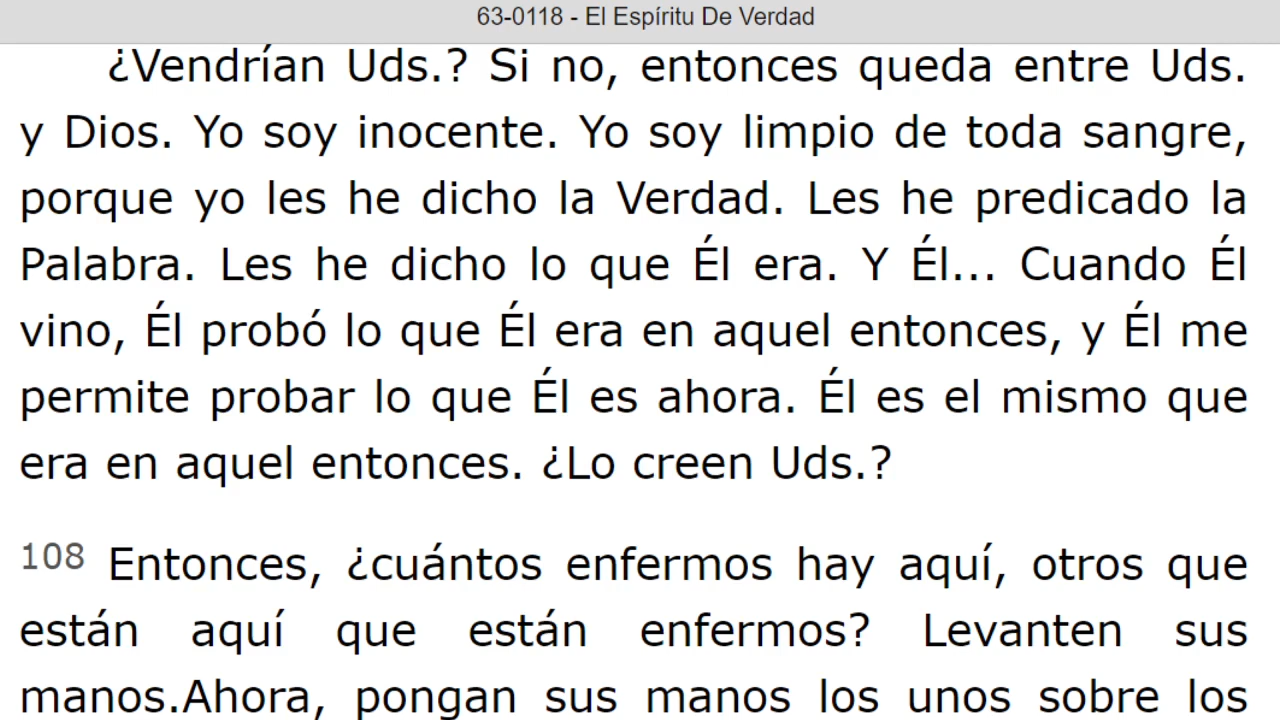 63-0118 - El Espíritu De Verdad
¿Vendrían Uds.? Si no, entonces queda entre Uds.
y Dios. Yo soy inocente. Yo soy limpio de toda sangre,
porque yo les he dicho la Verdad. Les he predicado la
Palabra. Les he dicho lo que Él era. Y Él... Cuando Él
vino, Él probó lo que Él era en aquel entonces, y Él me
permite probar lo que Él es ahora. Él es el mismo que
era en aquel entonces. ¿Lo creen Uds.?
108 Entonces, ¿cuántos enfermos hay aquí, otros que
están aquí que están enfermos? Levanten sus
manos.Ahora, pongan sus manos los unos sobre los